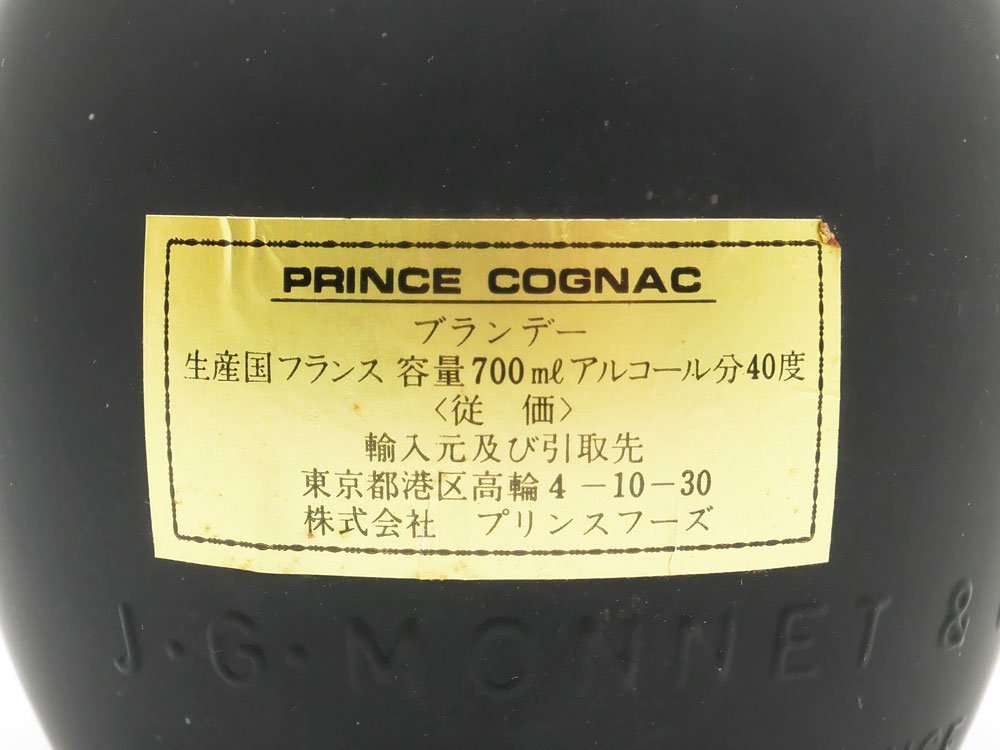 PRINCE COGNAC
ブランデー
生産国フランス 容量700㎖アルコール分40度
〈従 価〉
輸入元及び引取先
東京都港区高輪4-10-30
株式会社 プリンスフーズ
J·G·MONNET &